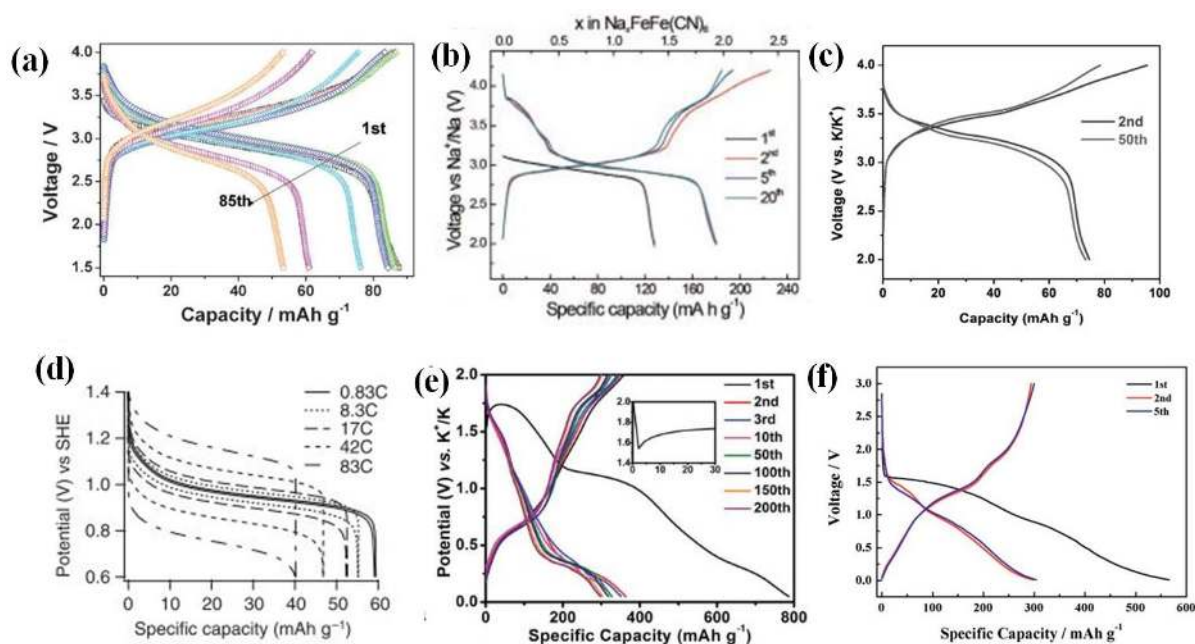 (a)
4.0
3.5
3.0
2.5
2.0
1.5
Voltage / V
1st
85th
0 20 40 60 80
Capacity / mAh g⁻¹
(b)
x in NaₓFeFe(CN)₆
0.0 0.5 1.0 1.5 2.0 2.5
4.0
3.5
3.0
2.5
2.0
Voltage vs Na⁺/Na (V)
1ˢᵗ
2ⁿᵈ
5ᵗʰ
20ᵗʰ
0 40 80 120 160 200 240
Specific capacity (mA h g⁻¹)
(c)
4.0
3.5
3.0
2.5
2.0
Voltage (V vs. K/K⁺)
2nd
50th
0 20 40 60 80 100
Capacity (mAh g⁻¹)
(d)
1.4
1.2
1.0
0.8
0.6
Potential (V) vs SHE
0.83C
8.3C
17C
42C
83C
0 10 20 30 40 50 60
Specific capacity (mAh g⁻¹)
(e)
2.0
1.5
1.0
0.5
0.0
Potential (V) vs. K⁺/K
2.0
1.8
1.6
1.4
0 10 20 30
1st
2nd
3rd
10th
50th
100th
150th
200th
0 100 200 300 400 500 600 700 800
Specific Capacity (mAh g⁻¹)
(f)
3.0
2.5
2.0
1.5
1.0
0.5
0.0
Voltage / V
1st
2nd
5th
0 100 200 300 400 500 600
Specific Capacity / mAh g⁻¹